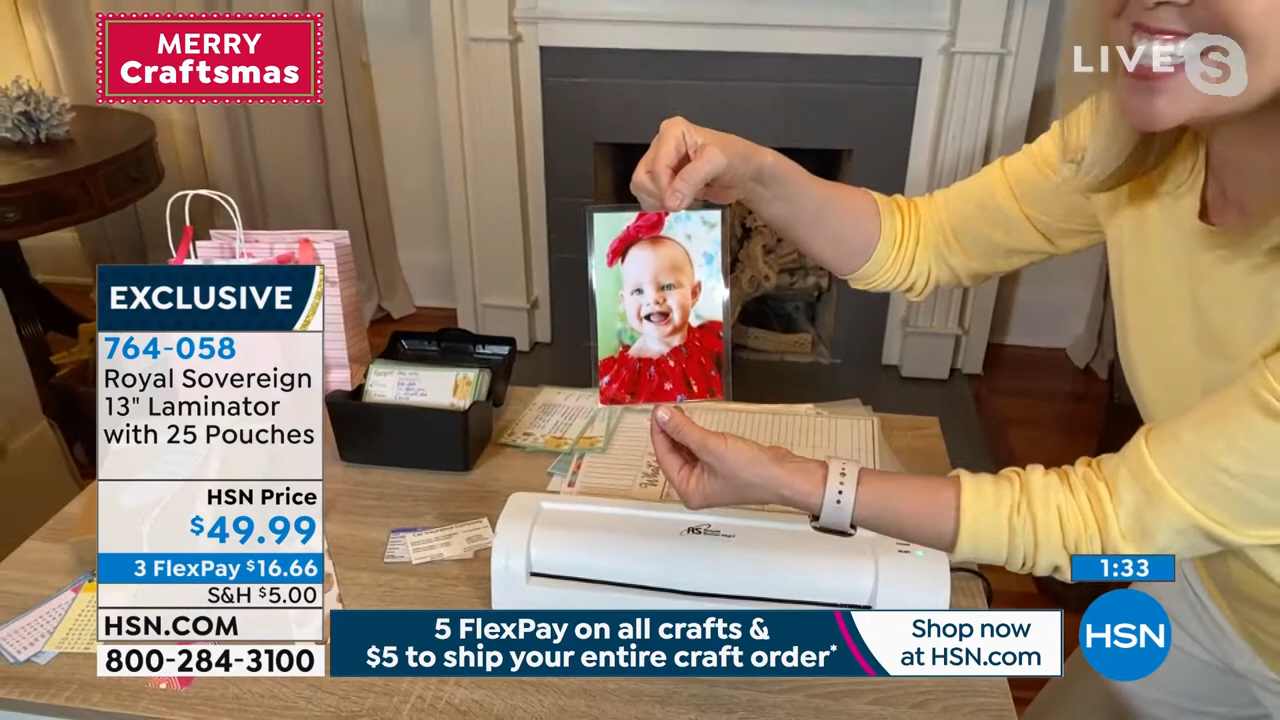 MERRY
Craftsmas
LIVE S
EXCLUSIVE
764-058
Royal Sovereign
13" Laminator
with 25 Pouches
HSN Price
$49.99
3 FlexPay $16.66
S&H $5.00
HSN.COM
800-284-3100
RS
5 FlexPay on all crafts &
$5 to ship your entire craft order*
Shop now
at HSN.com
1:33
HSN